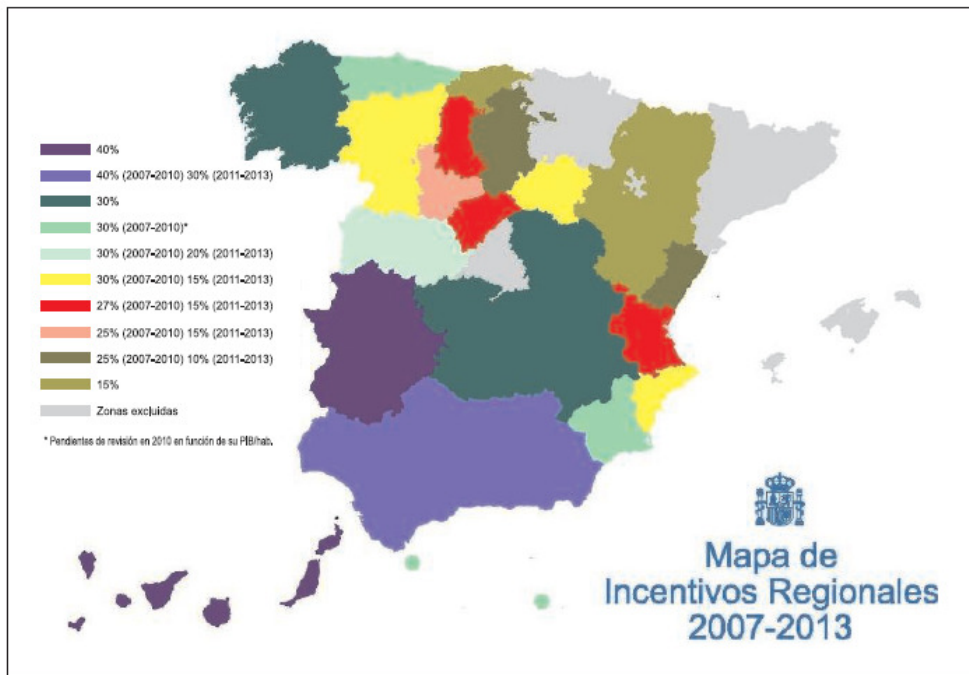 40%
40% (2007-2010) 30% (2011-2013)
30%
30% (2007-2010)*
30% (2007-2010) 20% (2011-2013)
30% (2007-2010) 15% (2011-2013)
27% (2007-2010) 15% (2011-2013)
25% (2007-2010) 15% (2011-2013)
25% (2007-2010) 10% (2011-2013)
15%
Zonas excluidas
* Pendientes de revisión en 2010 en función de su PIB/hab.
Mapa de
Incentivos Regionales
2007-2013